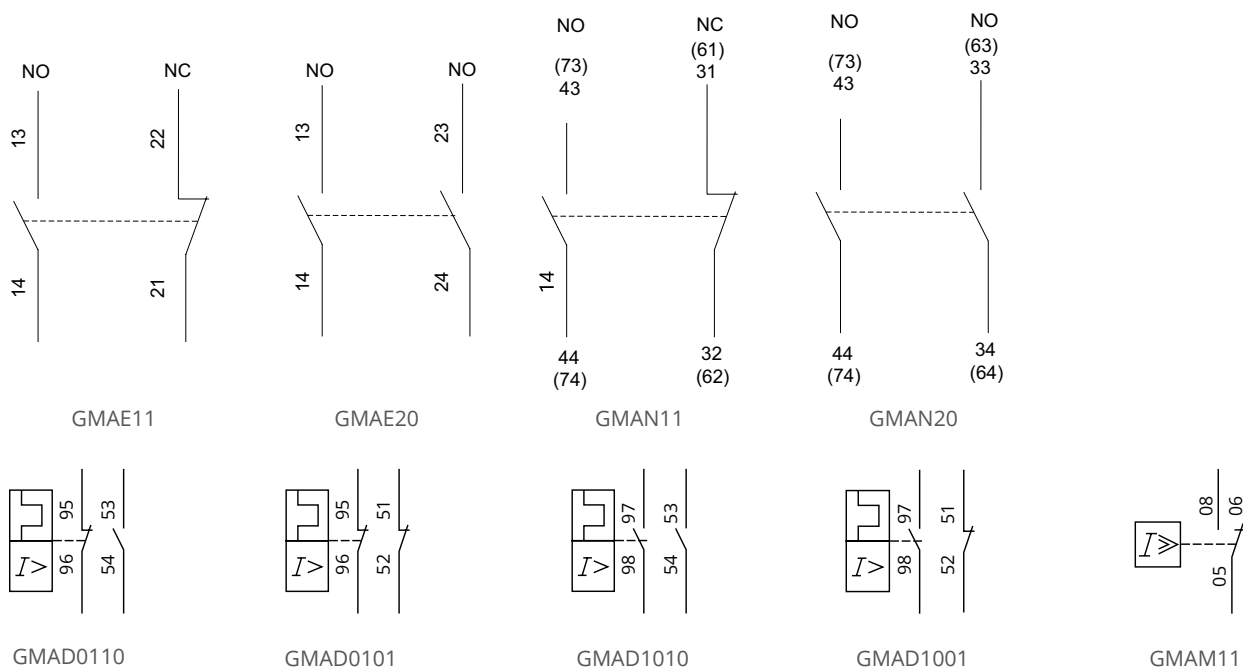 NO NC NO NO NO NC NO NO
(73) (61) (73) (63)
43 31 43 33
13 22 13 23
14 21 14 24 14
44 32 44 34
(74) (62) (74) (64)
GMAE11 GMAE20 GMAN11 GMAN20
95 53 95 51 97 53 97 51 08 06
I> 96 54 I> 96 52 I> 98 54 I> 98 52 I≫ 05
GMAD0110 GMAD0101 GMAD1010 GMAD1001 GMAM11